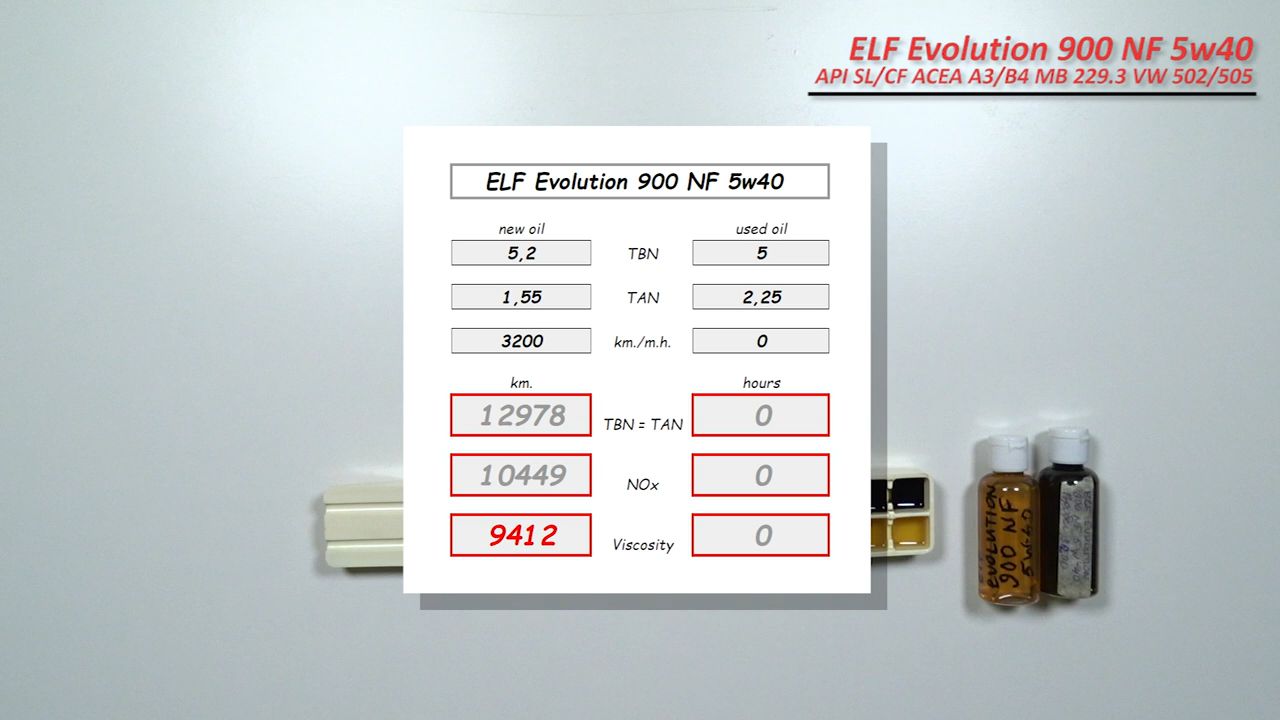 ELF Evolution 900 NF 5w40
API SL/CF ACEA A3/B4 MB 229.3 VW 502/505
ELF Evolution 900 NF 5w40
new oil used oil
5,2 TBN 5
1,55 TAN 2,25
3200 km./m.h. 0
km. hours
12978 TBN = TAN 0
10449 NOx 0
9412 Viscosity 0
EVOLUTION
900 NF
5W40